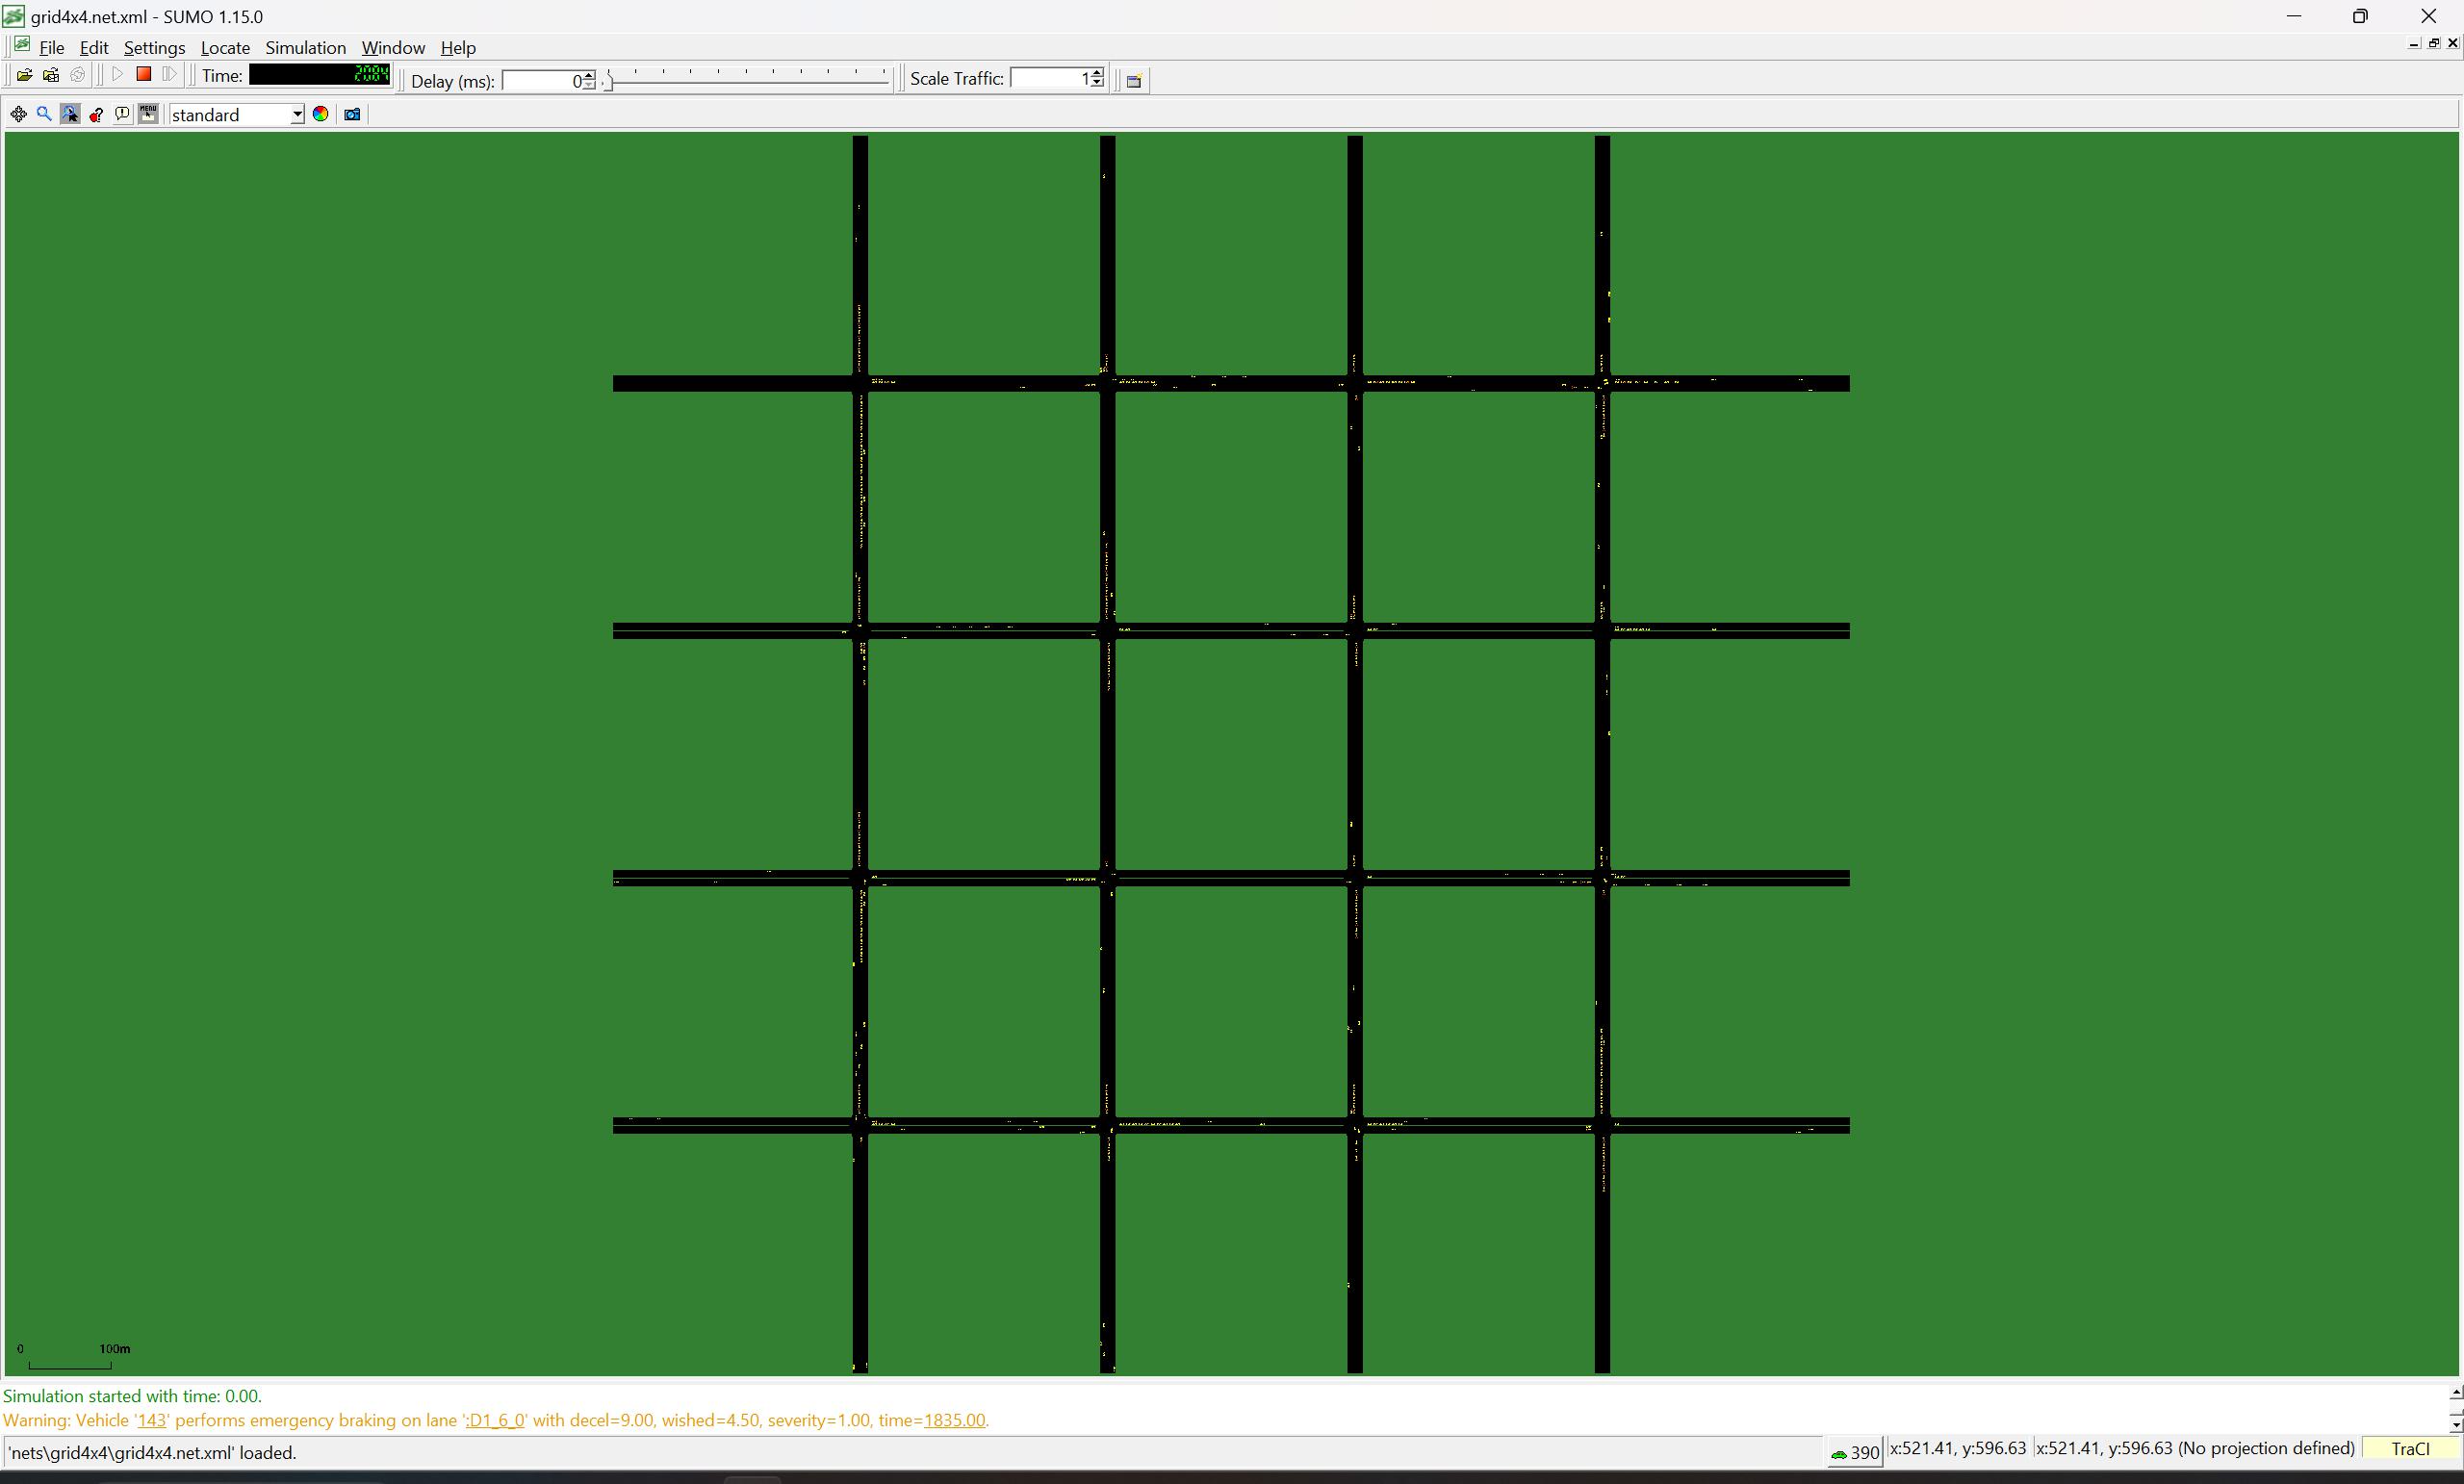 grid4x4.net.xml - SUMO 1.15.0
File Edit Settings Locate Simulation Window Help
Time: 2084 Delay (ms): 0 Scale Traffic: 1
MENU standard
0 100m
Simulation started with time: 0.00.
Warning: Vehicle '143' performs emergency braking on lane ':D1_6_0' with decel=9.00, wished=4.50, severity=1.00, time=1835.00.
'nets\grid4x4\grid4x4.net.xml' loaded. 390 x:521.41, y:596.63 x:521.41, y:596.63 (No projection defined) TraCI